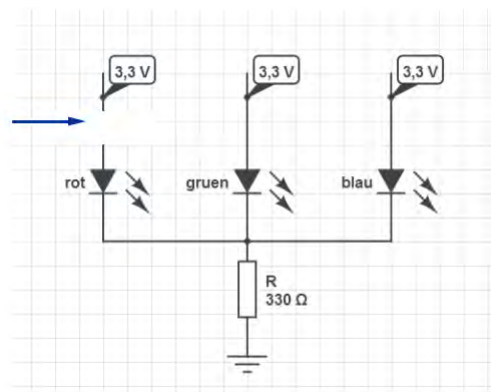 3,3 V
3,3 V
3,3 V
rot
gruen
blau
R
330 Ω